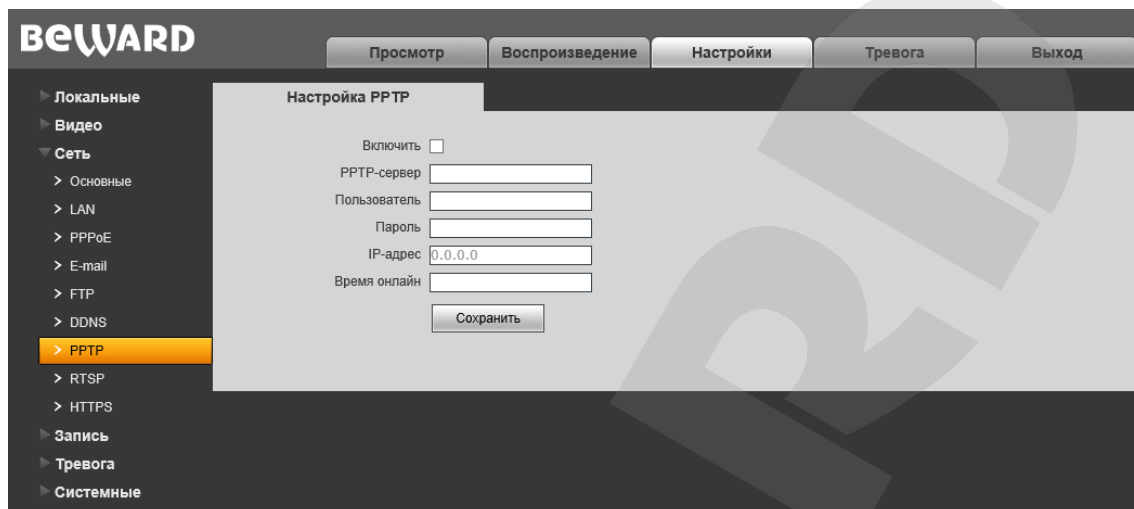 BEWARD
Просмотр Воспроизведение Настройки Тревога Выход
Локальные
Видео
Сеть
> Основные
> LAN
> PPPoE
> E-mail
> FTP
> DDNS
> PPTP
> RTSP
> HTTPS
Запись
Тревога
Системные
Настройка PPTP
Включить
PPTP-сервер
Пользователь
Пароль
IP-адрес 0.0.0.0
Время онлайн
Сохранить
RD